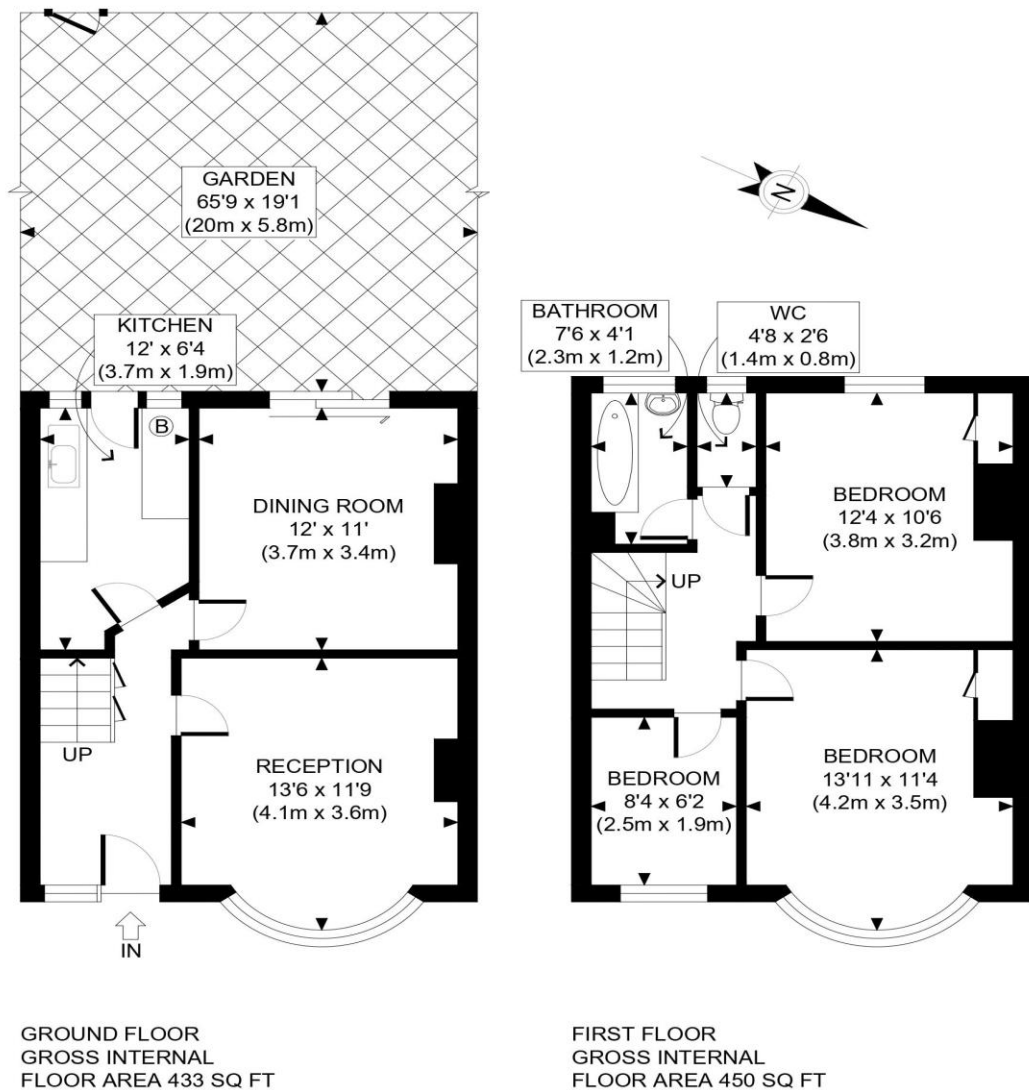 GARDEN
65'9 x 19'1
(20m x 5.8m)
N
KITCHEN
12' x 6'4
(3.7m x 1.9m)
B
DINING ROOM
12' x 11'
(3.7m x 3.4m)
UP
RECEPTION
13'6 x 11'9
(4.1m x 3.6m)
IN
BATHROOM
7'6 x 4'1
(2.3m x 1.2m)
WC
4'8 x 2'6
(1.4m x 0.8m)
BEDROOM
12'4 x 10'6
(3.8m x 3.2m)
UP
BEDROOM
8'4 x 6'2
(2.5m x 1.9m)
BEDROOM
13'11 x 11'4
(4.2m x 3.5m)
GROUND FLOOR
GROSS INTERNAL
FLOOR AREA 433 SQ FT
FIRST FLOOR
GROSS INTERNAL
FLOOR AREA 450 SQ FT